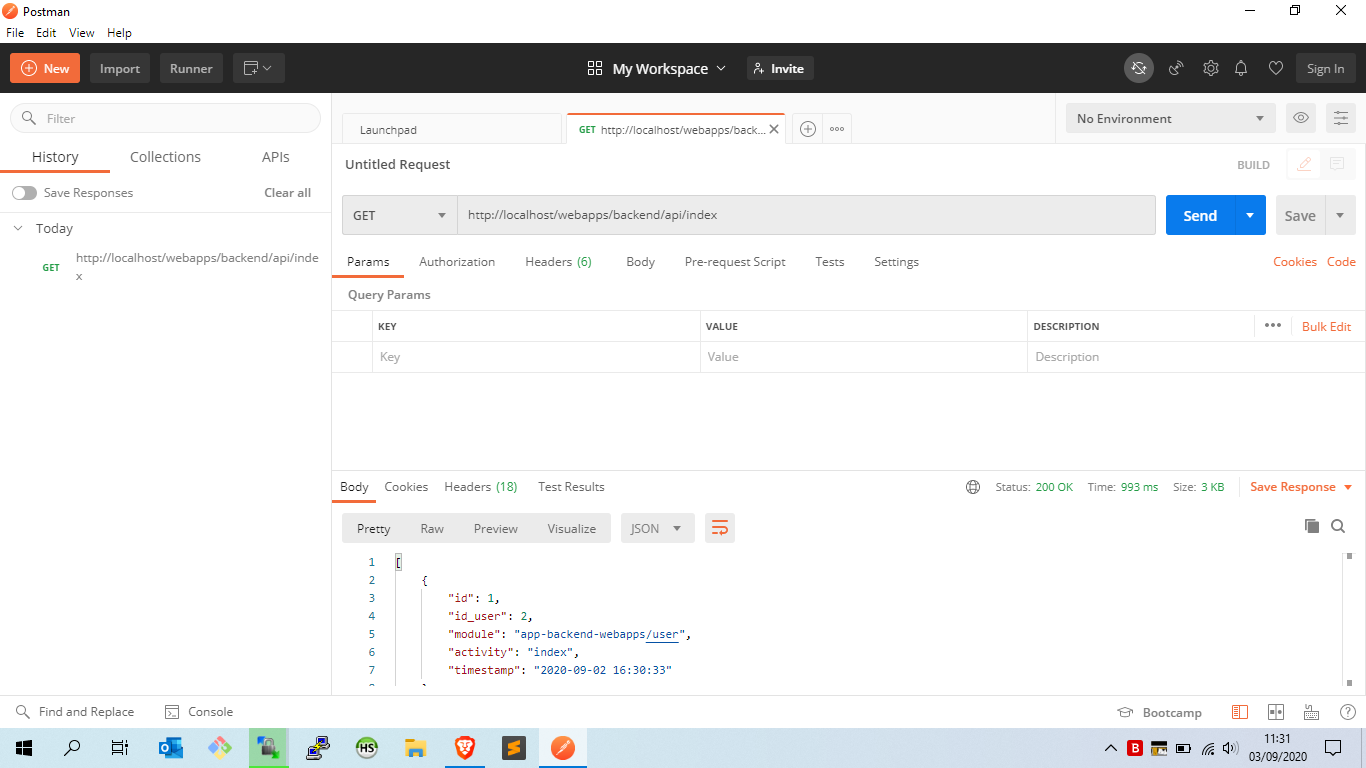 Postman
File Edit View Help
New Import Runner My Workspace Invite Sign In
Filter
History Collections APIs
Save Responses Clear all
Today
GET http://localhost/webapps/backend/api/inde
x
Launchpad GET http://localhost/webapps/back... No Environment
Untitled Request BUILD
GET http://localhost/webapps/backend/api/index Send Save
Params Authorization Headers (6) Body Pre-request Script Tests Settings Cookies Code
Query Params
KEY VALUE DESCRIPTION Bulk Edit
Key Value Description
Body Cookies Headers (18) Test Results Status: 200 OK Time: 993 ms Size: 3 KB Save Response
Pretty Raw Preview Visualize JSON
1 [
2 {
3 "id": 1,
4 "id_user": 2,
5 "module": "app-backend-webapps/user",
6 "activity": "index",
7 "timestamp": "2020-09-02 16:30:33"
Find and Replace Console Bootcamp
HS B 11:31
03/09/2020